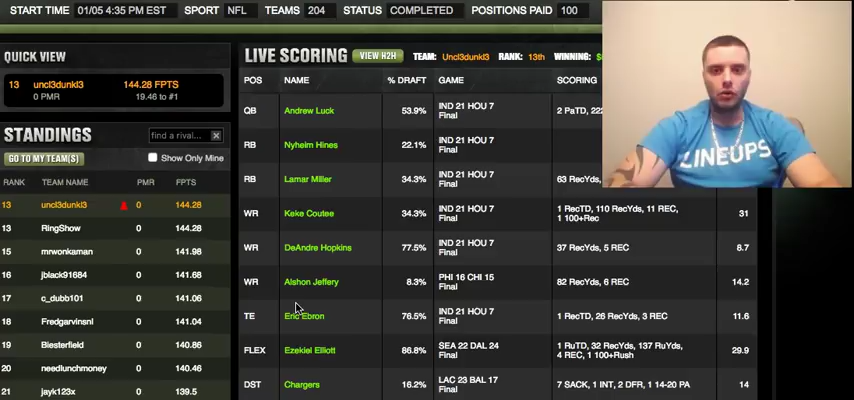 START TIME 01/05 4:35 PM EST SPORT NFL TEAMS 204 STATUS COMPLETED POSITIONS PAID 100
QUICK VIEW
13 uncl3dunkl3 144.28 FPTS
0 PMR 19.46 to #1
STANDINGS find a rival... X
GO TO MY TEAM(S) Show Only Mine
RANK TEAM NAME PMR FPTS
13 uncl3dunkl3 0 144.28
13 RingShow 0 144.28
15 mrwonkaman 0 141.98
16 jblack91684 0 141.68
17 c_dubb101 0 141.06
18 Fredgarvinsnl 0 141.04
19 Biesterfield 0 140.86
20 needlunchmoney 0 140.46
21 jayk123x 0 139.5
LIVE SCORING VIEW H2H TEAM: Uncl3dunkl3 RANK: 13th WINNING:
POS NAME % DRAFT GAME SCORING
QB Andrew Luck 53.9% IND 21 HOU 7 2 PaTD, 222
Final
RB Nyheim Hines 22.1% IND 21 HOU 7
Final
RB Lamar Miller 34.3% IND 21 HOU 7 63 RecYds,
Final
WR Keke Coutee 34.3% IND 21 HOU 7 1 RecTD, 110 RecYds, 11 REC, 31
Final 1 100+Rec
WR DeAndre Hopkins 77.5% IND 21 HOU 7 37 RecYds, 5 REC 8.7
Final
WR Alshon Jeffery 8.3% PHI 16 CHI 15 82 RecYds, 6 REC 14.2
Final
TE Eric Ebron 76.5% IND 21 HOU 7 1 RecTD, 26 RecYds, 3 REC 11.6
Final
FLEX Ezekiel Elliott 86.8% SEA 22 DAL 24 1 RuTD, 32 RecYds, 137 RuYds, 29.9
Final 4 REC, 1 100+Rush
DST Chargers 16.2% LAC 23 BAL 17 7 SACK, 1 INT, 2 DFR, 1 14-20 PA 14
Final
LINEUPS